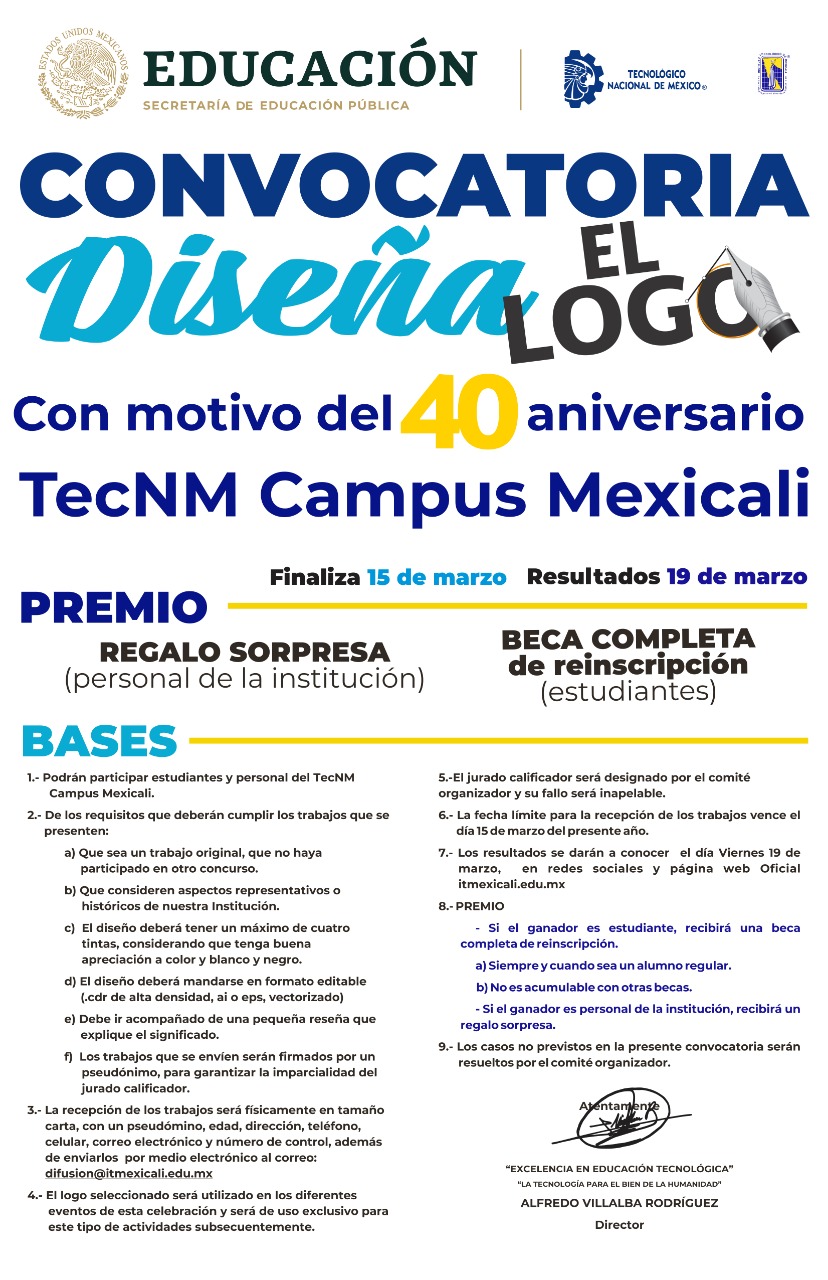 ESTADOS UNIDOS MEXICANOS
EDUCACIÓN
SECRETARÍA DE EDUCACIÓN PÚBLICA
TECNOLÓGICO
NACIONAL DE MEXICO®
CONVOCATORIA
Diseña
EL
LOGO
Con motivo del 40 aniversario
TecNM Campus Mexicali
Finaliza 15 de marzo Resultados 19 de marzo
PREMIO
REGALO SORPRESA
(personal de la institución)
BECA COMPLETA
de reinscripción
(estudiantes)
BASES
1.- Podrán participar estudiantes y personal del TecNM
Campus Mexicali.
2.- De los requisitos que deberán cumplir los trabajos que se
presenten:
a) Que sea un trabajo original, que no haya
participado en otro concurso.
b) Que consideren aspectos representativos o
históricos de nuestra Institución.
c) El diseño deberá tener un máximo de cuatro
tintas, considerando que tenga buena
apreciación a color y blanco y negro.
d) El diseño deberá mandarse en formato editable
(.cdr de alta densidad, ai o eps, vectorizado)
e) Debe ir acompañado de una pequeña reseña que
explique el significado.
f) Los trabajos que se envíen serán firmados por un
pseudónimo, para garantizar la imparcialidad del
jurado calificador.
3.- La recepción de los trabajos será físicamente en tamaño
carta, con un pseudómino, edad, dirección, teléfono,
celular, correo electrónico y número de control, además
de enviarlos por medio electrónico al correo:
difusion@itmexicali.edu.mx
4.- El logo seleccionado será utilizado en los diferentes
eventos de esta celebración y será de uso exclusivo para
este tipo de actividades subsecuentemente.
5.-El jurado calificador será designado por el comité
organizador y su fallo será inapelable.
6.- La fecha límite para la recepción de los trabajos vence el
día 15 de marzo del presente año.
7.- Los resultados se darán a conocer el día Viernes 19 de
marzo, en redes sociales y página web Oficial
itmexicali.edu.mx
8.- PREMIO
- Si el ganador es estudiante, recibirá una beca
completa de reinscripción.
a) Siempre y cuando sea un alumno regular.
b) No es acumulable con otras becas.
- Si el ganador es personal de la institución, recibirá un
regalo sorpresa.
9.- Los casos no previstos en la presente convocatoria serán
resueltos por el comité organizador.
Atentamente
“EXCELENCIA EN EDUCACIÓN TECNOLÓGICA”
“LA TECNOLOGÍA PARA EL BIEN DE LA HUMANIDAD”
ALFREDO VILLALBA RODRÍGUEZ
Director